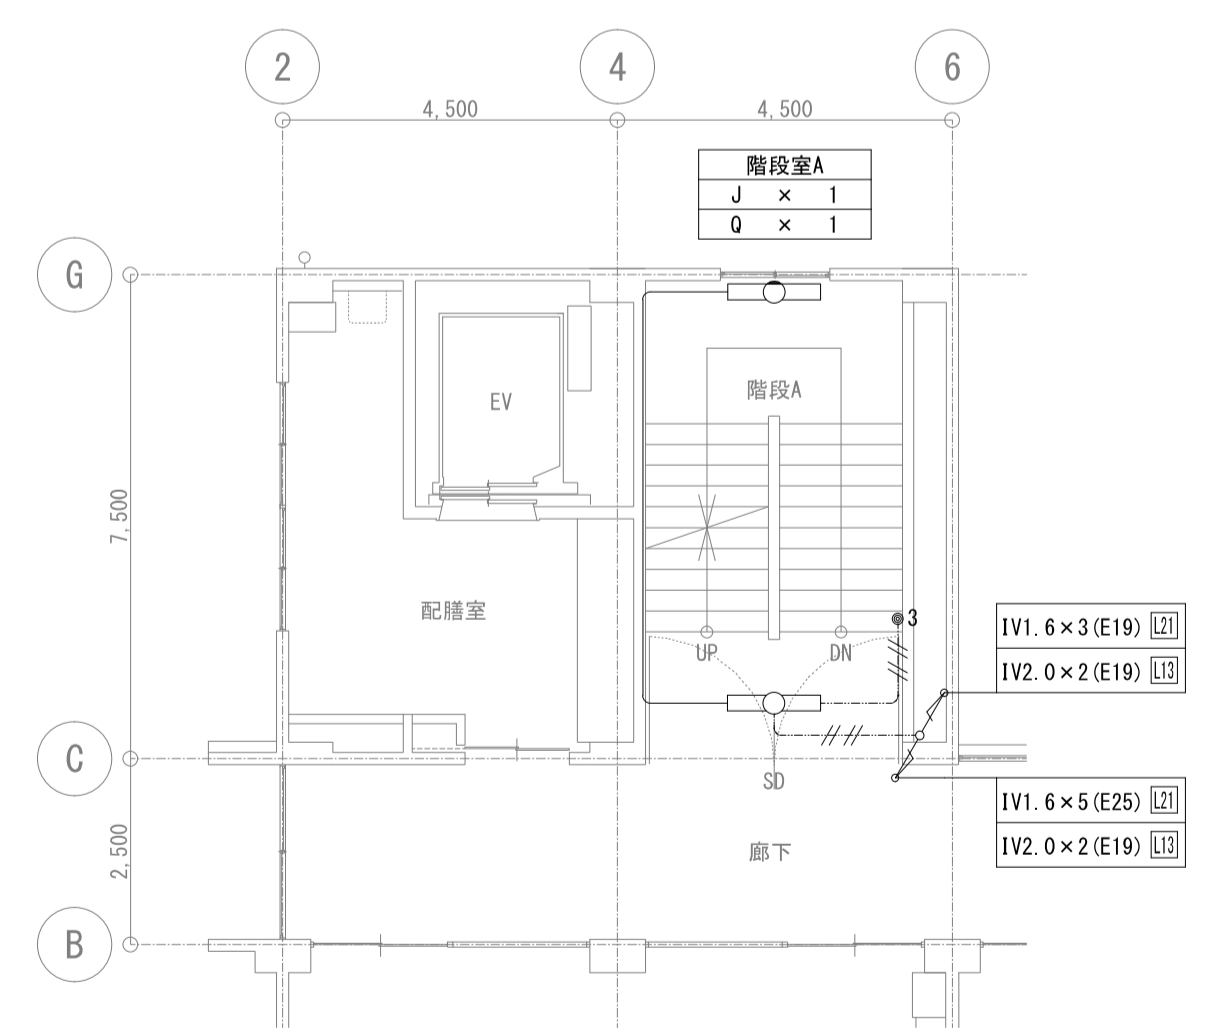 2
4
6
4,500
4,500
階段室A
J × 1
Q × 1
G
EV
階段A
7,500
配膳室
3
UP
DN
IV1.6×3(E19) L21
IV2.0×2(E19) L13
C
SD
IV1.6×5(E25) L21
IV2.0×2(E19) L13
2,500
廊下
B